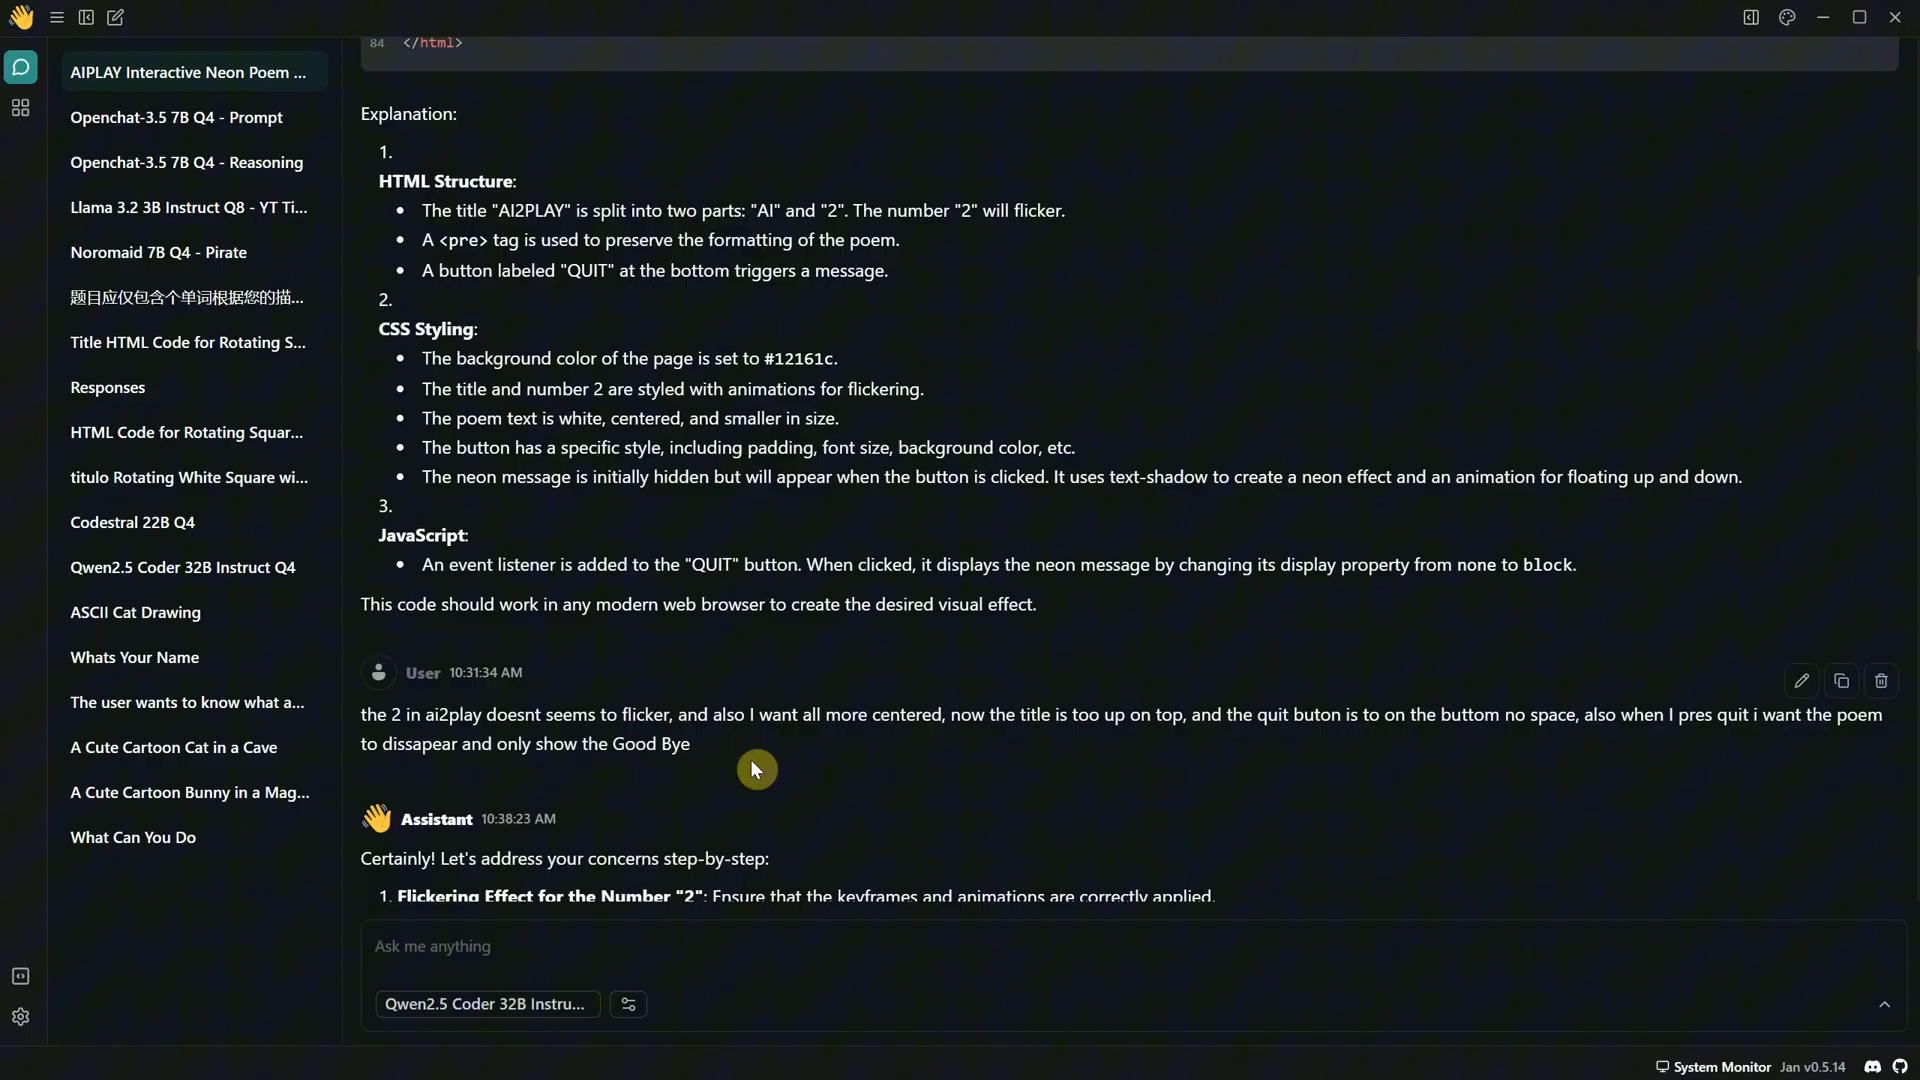 AIPLAY Interactive Neon Poem ...
Openchat-3.5 7B Q4 - Prompt
Openchat-3.5 7B Q4 - Reasoning
Llama 3.2 3B Instruct Q8 - YT Ti...
Noromaid 7B Q4 - Pirate
题目应仅包含个单词根据您的描...
Title HTML Code for Rotating S...
Responses
HTML Code for Rotating Squar...
titulo Rotating White Square wi...
Codestral 22B Q4
Qwen2.5 Coder 32B Instruct Q4
ASCII Cat Drawing
Whats Your Name
The user wants to know what a...
A Cute Cartoon Cat in a Cave
A Cute Cartoon Bunny in a Mag...
What Can You Do
84 </html>
Explanation:
1.
HTML Structure:
• The title "AI2PLAY" is split into two parts: "AI" and "2". The number "2" will flicker.
• A <pre> tag is used to preserve the formatting of the poem.
• A button labeled "QUIT" at the bottom triggers a message.
2.
CSS Styling:
• The background color of the page is set to #12161c.
• The title and number 2 are styled with animations for flickering.
• The poem text is white, centered, and smaller in size.
• The button has a specific style, including padding, font size, background color, etc.
• The neon message is initially hidden but will appear when the button is clicked. It uses text-shadow to create a neon effect and an animation for floating up and down.
3.
JavaScript:
• An event listener is added to the "QUIT" button. When clicked, it displays the neon message by changing its display property from none to block.
This code should work in any modern web browser to create the desired visual effect.
User 10:31:34 AM
the 2 in ai2play doesnt seems to flicker, and also I want all more centered, now the title is too up on top, and the quit buton is to on the buttom no space, also when I pres quit i want the poem
to dissapear and only show the Good Bye
Assistant 10:38:23 AM
Certainly! Let's address your concerns step-by-step:
1. Flickering Effect for the Number "2": Ensure that the keyframes and animations are correctly applied.
Ask me anything
Qwen2.5 Coder 32B Instru...
System Monitor Jan v0.5.14